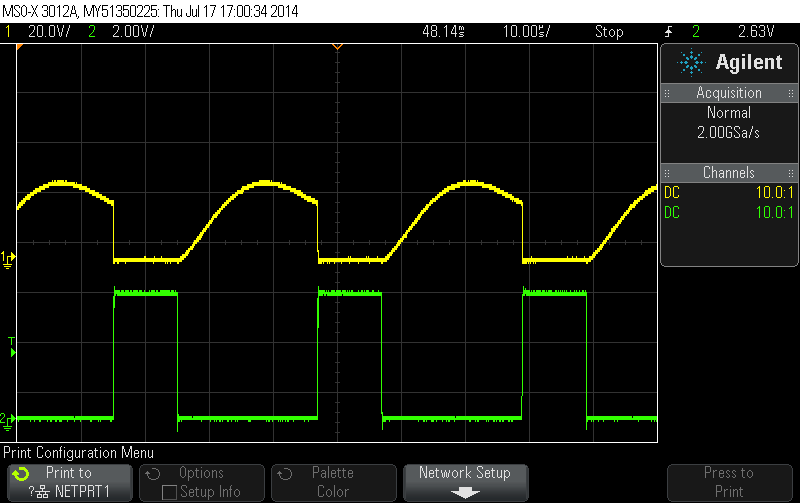 MSO-X 3012A, MY51350225: Thu Jul 17 17:00:34 2014
1 20.0V/ 2 2.00V/ 48.14ms 10.00us/ Stop 2 2.63V
Agilent
Acquisition
Normal
2.00GSa/s
Channels
DC 10.0:1
DC 10.0:1
1
T
2
Print Configuration Menu
Print to
?NETPRT1
Options
Setup Info
Palette
Color
Network Setup
Press to
Print